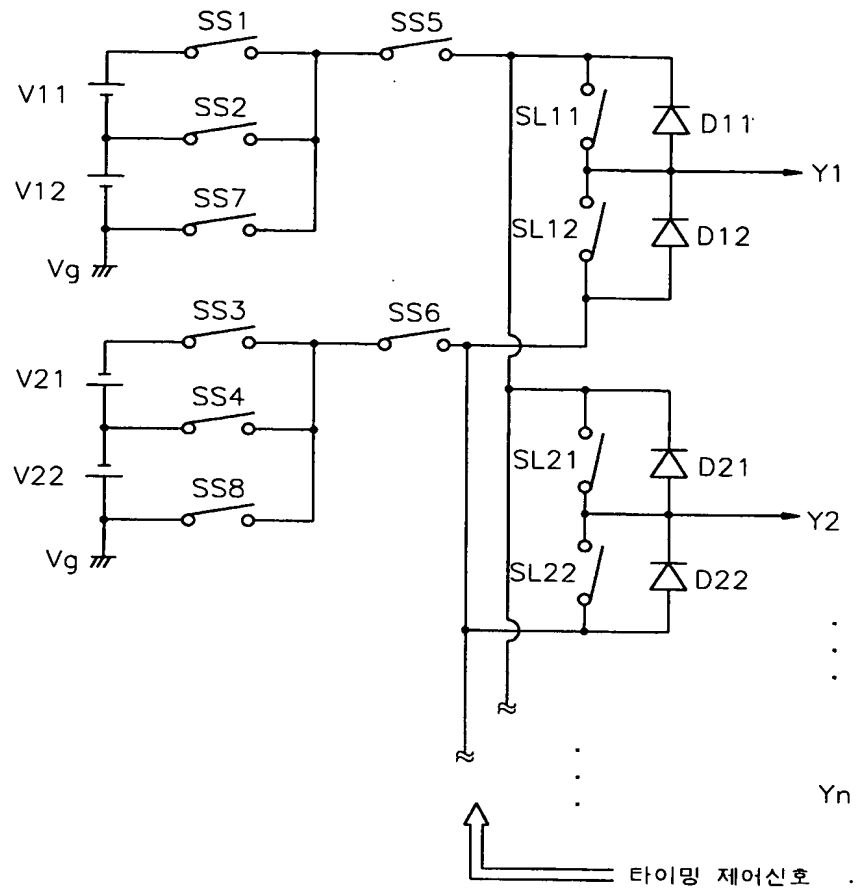 SS1
SS5
V11
SS2
SL11
D11
V12
Y1
SS7
SL12
D12
Vg
SS3
SS6
V21
SS4
SL21
D21
V22
SS8
Y2
Vg
SL22
D22
Yn
타이밍 제어신호